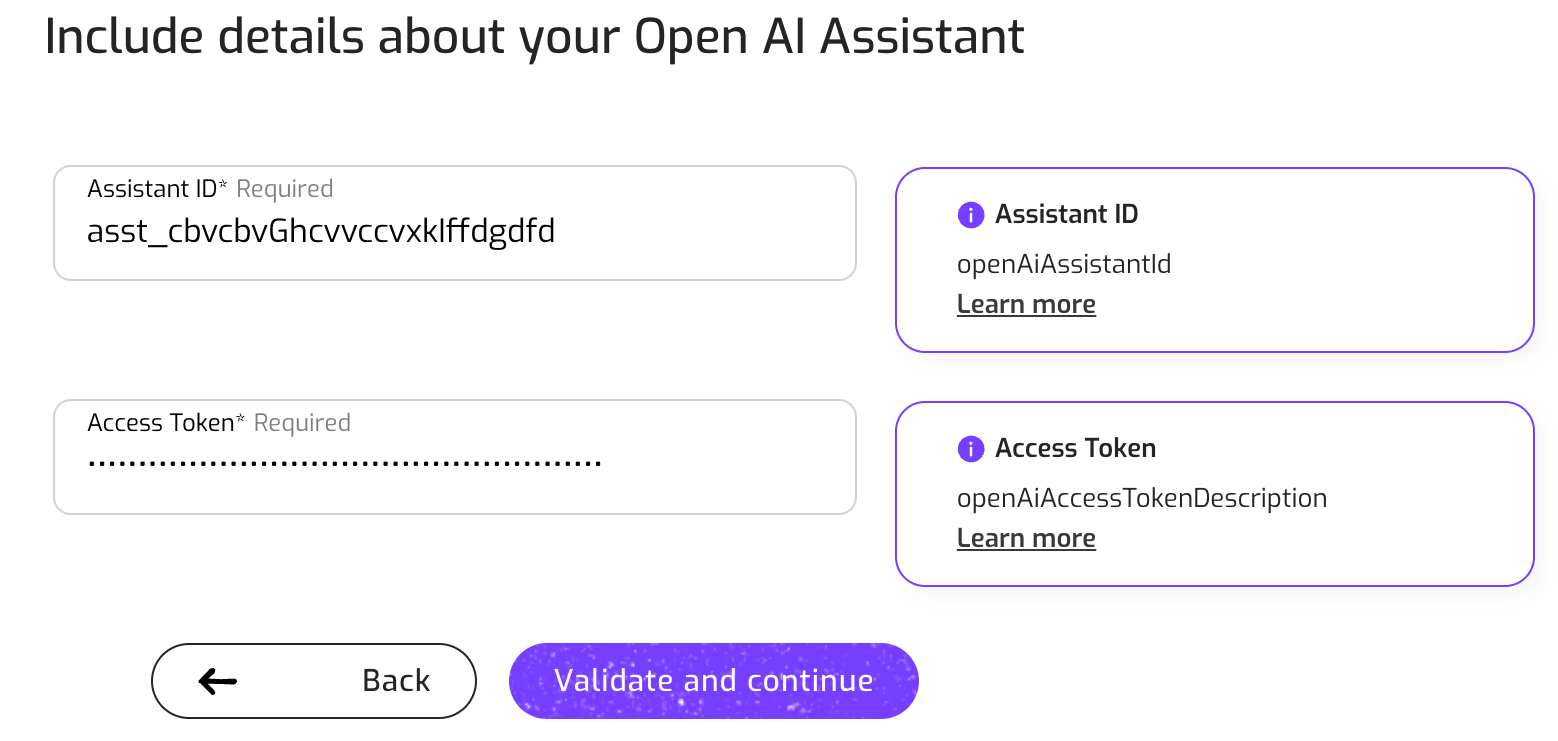 Include details about your Open AI Assistant
Assistant ID* Required
asst_cbvcbvGhcvvccvxkIffdgdfd
Assistant ID
openAiAssistantId
Learn more
Access Token* Required
•••••••••••••••••••••••••••••••••••••••••••••••••••
Access Token
openAiAccessTokenDescription
Learn more
Back
Validate and continue